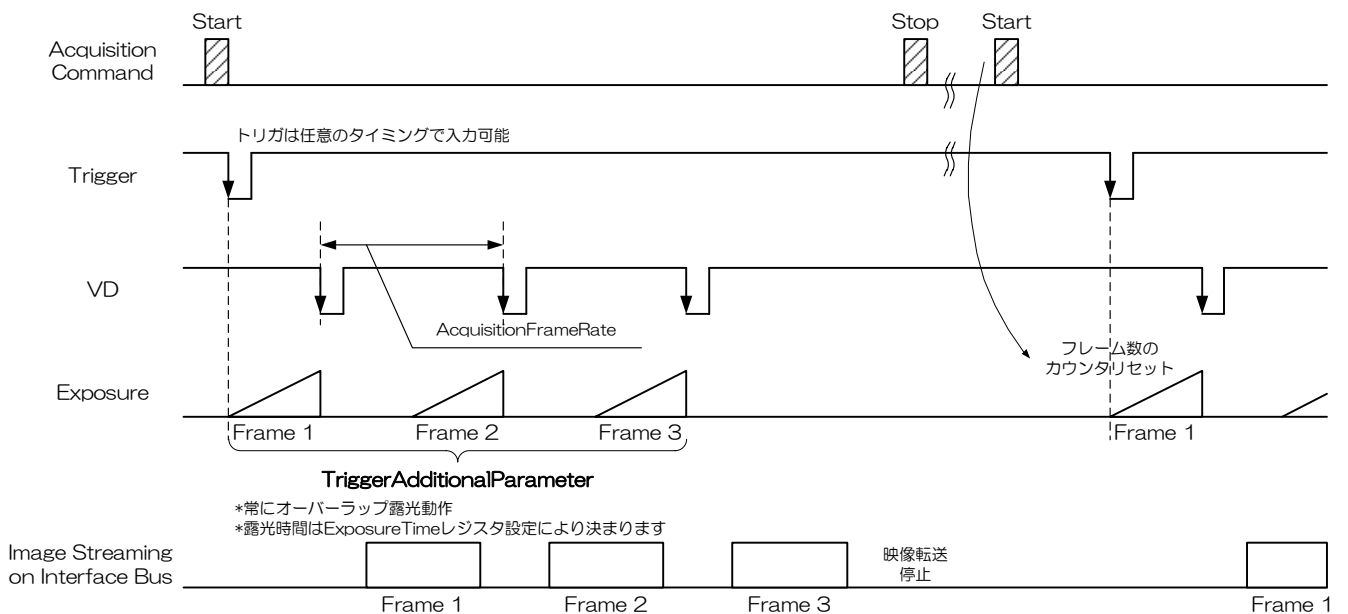 Start
Stop
Start
Acquisition
Command
トリガは任意のタイミングで入力可能
Trigger
VD
AcquisitionFrameRate
フレーム数の
カウンタリセット
Exposure
Frame 1
Frame 2
Frame 3
Frame 1
TriggerAdditionalParameter
*常にオーバーラップ露光動作
*露光時間はExposureTimeレジスタ設定により決まります
Image Streaming
on Interface Bus
映像転送
停止
Frame 1
Frame 2
Frame 3
Frame 1